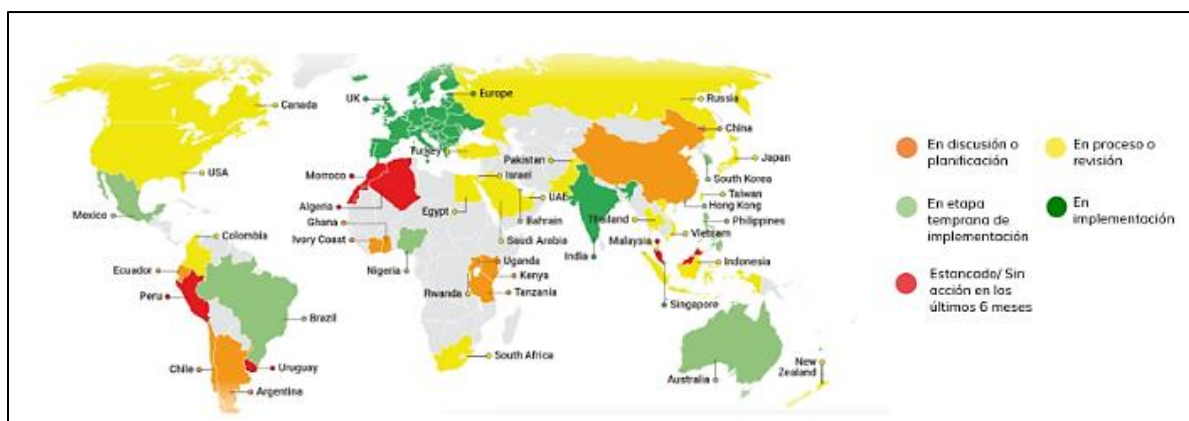 Canada
USA
Mexico
Colombia
Ecuador
Peru
Brazil
Chile
Uruguay
Argentina
UK
Europe
Turkey
Morroco
Algeria
Ghana
Ivory Coast
Nigeria
Egypt
Israel
Pakistan
UAE
Bahrain
Saudi Arabia
Uganda
Kenya
Rwanda
Tanzania
South Africa
Russia
China
Japan
South Korea
Taiwan
Hong Kong
Thailand
Philippines
Vietnam
Malaysia
India
Indonesia
Singapore
Australia
New
Zealand
En discusión o
planificación
En proceso o
revisión
En etapa
temprana de
implementación
En
implementación
Estancado/ Sin
acción en los
últimos 6 meses